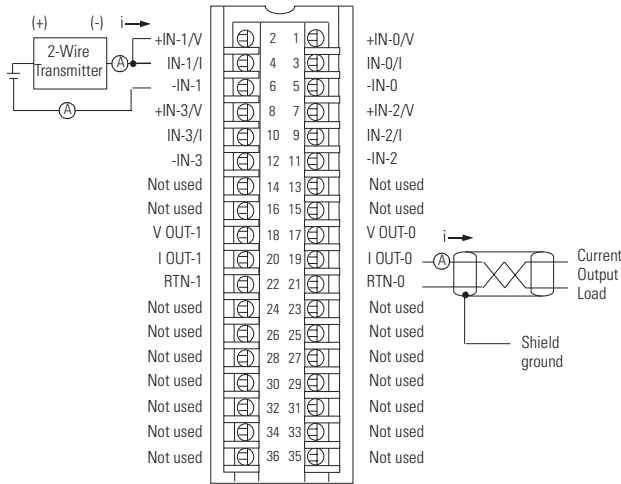 (+) (-) i
2-Wire
Transmitter
A
A
+IN-1/V 2 1 +IN-0/V
IN-1/I 4 3 IN-0/I
-IN-1 6 5 -IN-0
+IN-3/V 8 7 +IN-2/V
IN-3/I 10 9 IN-2/I
-IN-3 12 11 -IN-2
Not used 14 13 Not used
Not used 16 15 Not used
V OUT-1 18 17 V OUT-0 i
I OUT-1 20 19 I OUT-0 A
RTN-1 22 21 RTN-0
Current
Output
Load
Not used 24 23 Not used
Not used 26 25 Not used
Not used 28 27 Not used
Not used 30 29 Not used
Not used 32 31 Not used
Not used 34 33 Not used
Not used 36 35 Not used
Shield
ground